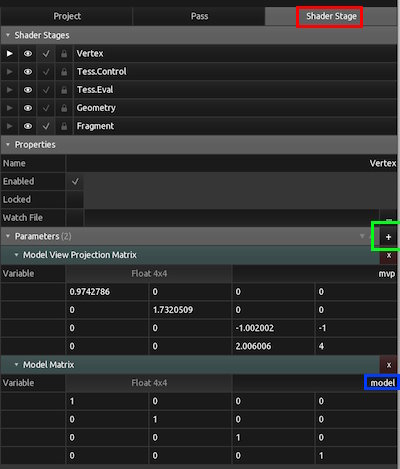 Project Pass Shader Stage
Shader Stages
Vertex
Tess.Control
Tess.Eval
Geometry
Fragment
Properties
Name Vertex
Enabled
Locked
Watch File
Parameters (2) +
Model View Projection Matrix x
Variable Float 4x4 mvp
0.9742786 0 0 0
0 1.7320509 0 0
0 0 -1.002002 -1
0 0 2.006006 4
Model Matrix x
Variable Float 4x4 model
1 0 0 0
0 1 0 0
0 0 1 0
0 0 0 1